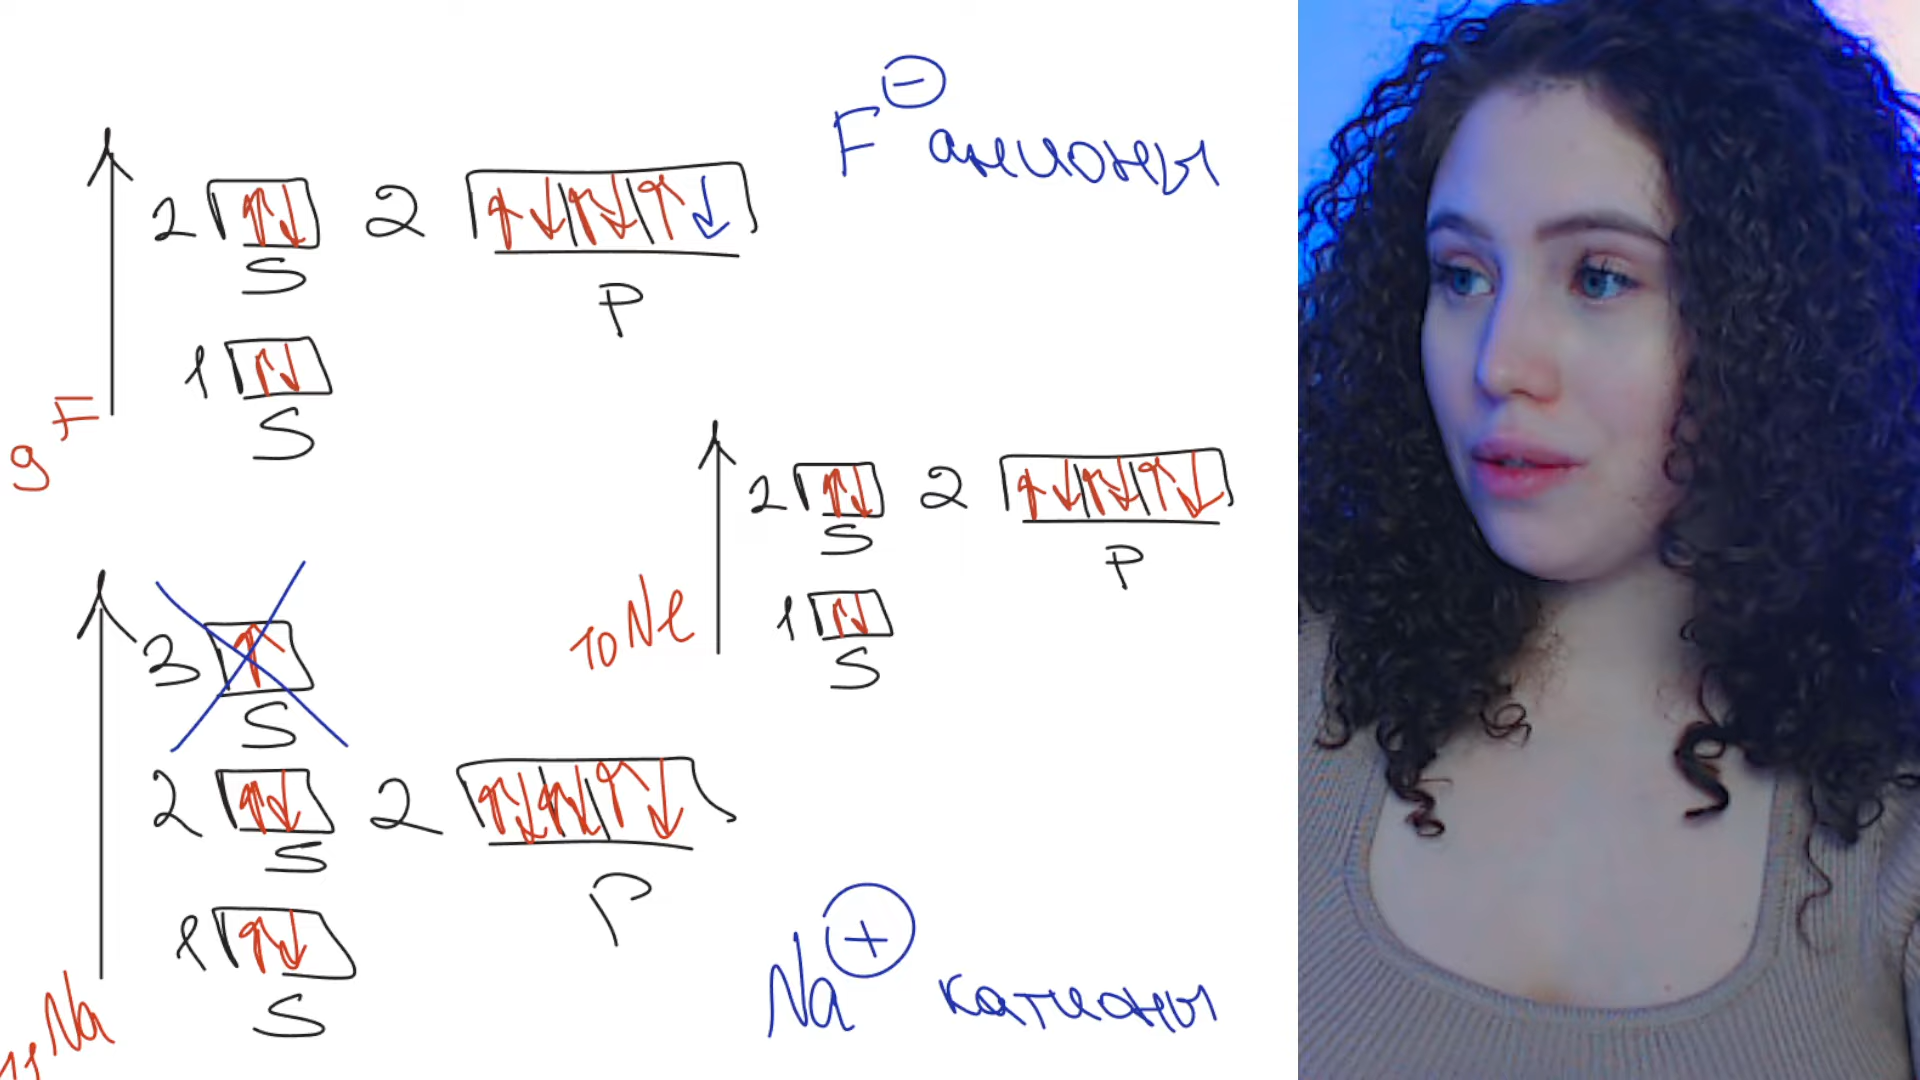 F⊖ анионы
2 ↑↓ 2 ↑↓ ↑↓ ↑↓
S
P
1 ↑↓
S
9F
2 ↑↓ 2 ↑↓ ↑↓ ↑↓
S
P
1 ↑↓
S
10Ne
3 ↑
S
2 ↑↓ 2 ↑↓ ↑↓ ↑↓
S
P
1 ↑↓
S
11Na
Na⊕ катионы